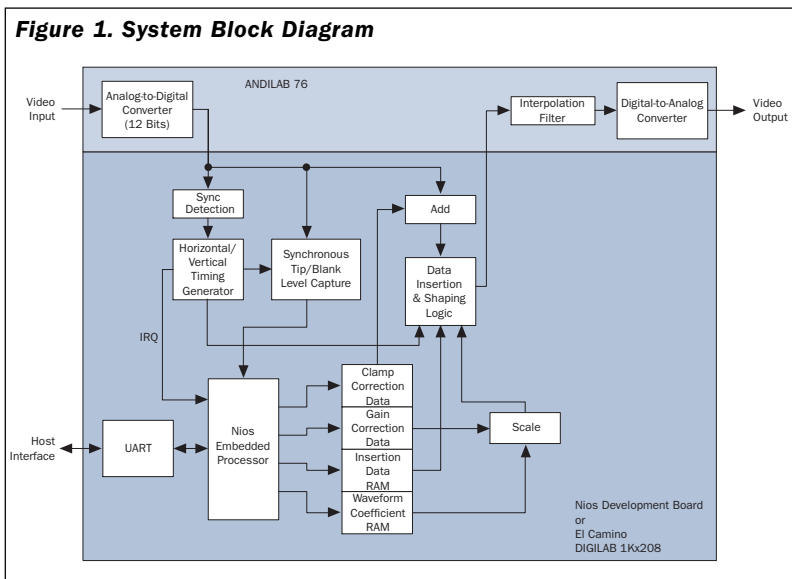 Figure 1. System Block Diagram
ANDILAB 76
Video
Input
Analog-to-Digital
Converter
(12 Bits)
Interpolation
Filter
Digital-to-Analog
Converter
Video
Output
Sync
Detection
Add
Horizontal/
Vertical
Timing
Generator
Synchronous
Tip/Blank
Level Capture
Data
Insertion
& Shaping
Logic
IRQ
Clamp
Correction
Data
Gain
Correction
Data
Insertion
Data
RAM
Waveform
Coefficient
RAM
Host
Interface
UART
Nios
Embedded
Processor
Scale
Nios Development Board
or
El Camino
DIGILAB 1Kx208